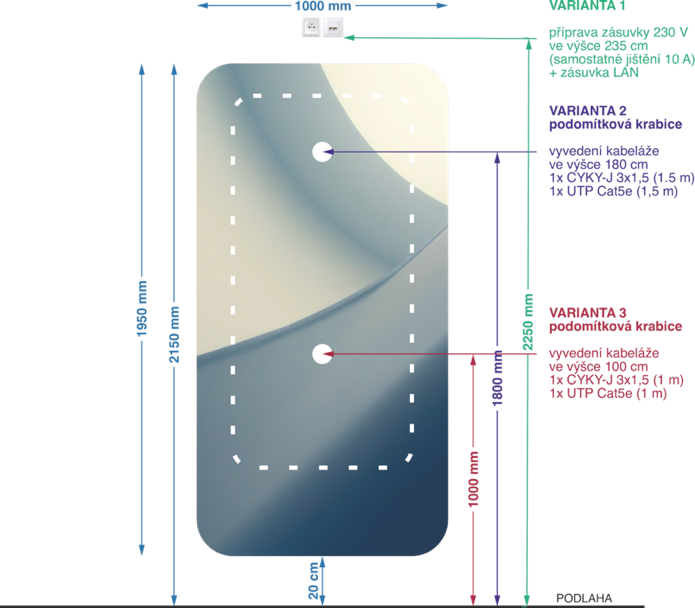 1000 mm
VARIANTA 1
příprava zásuvky 230 V
ve výšce 235 cm
(samostatné jištění 10 A)
+ zásuvka LAN
VARIANTA 2
podomítková krabice
vyvedení kabeláže
ve výšce 180 cm
1x CYKY-J 3x1,5 (1.5 m)
1x UTP Cat5e (1,5 m)
VARIANTA 3
podomítková krabice
vyvedení kabeláže
ve výšce 100 cm
1x CYKY-J 3x1,5 (1 m)
1x UTP Cat5e (1 m)
1950 mm
2150 mm
2250 mm
1800 mm
1000 mm
20 cm
PODLAHA